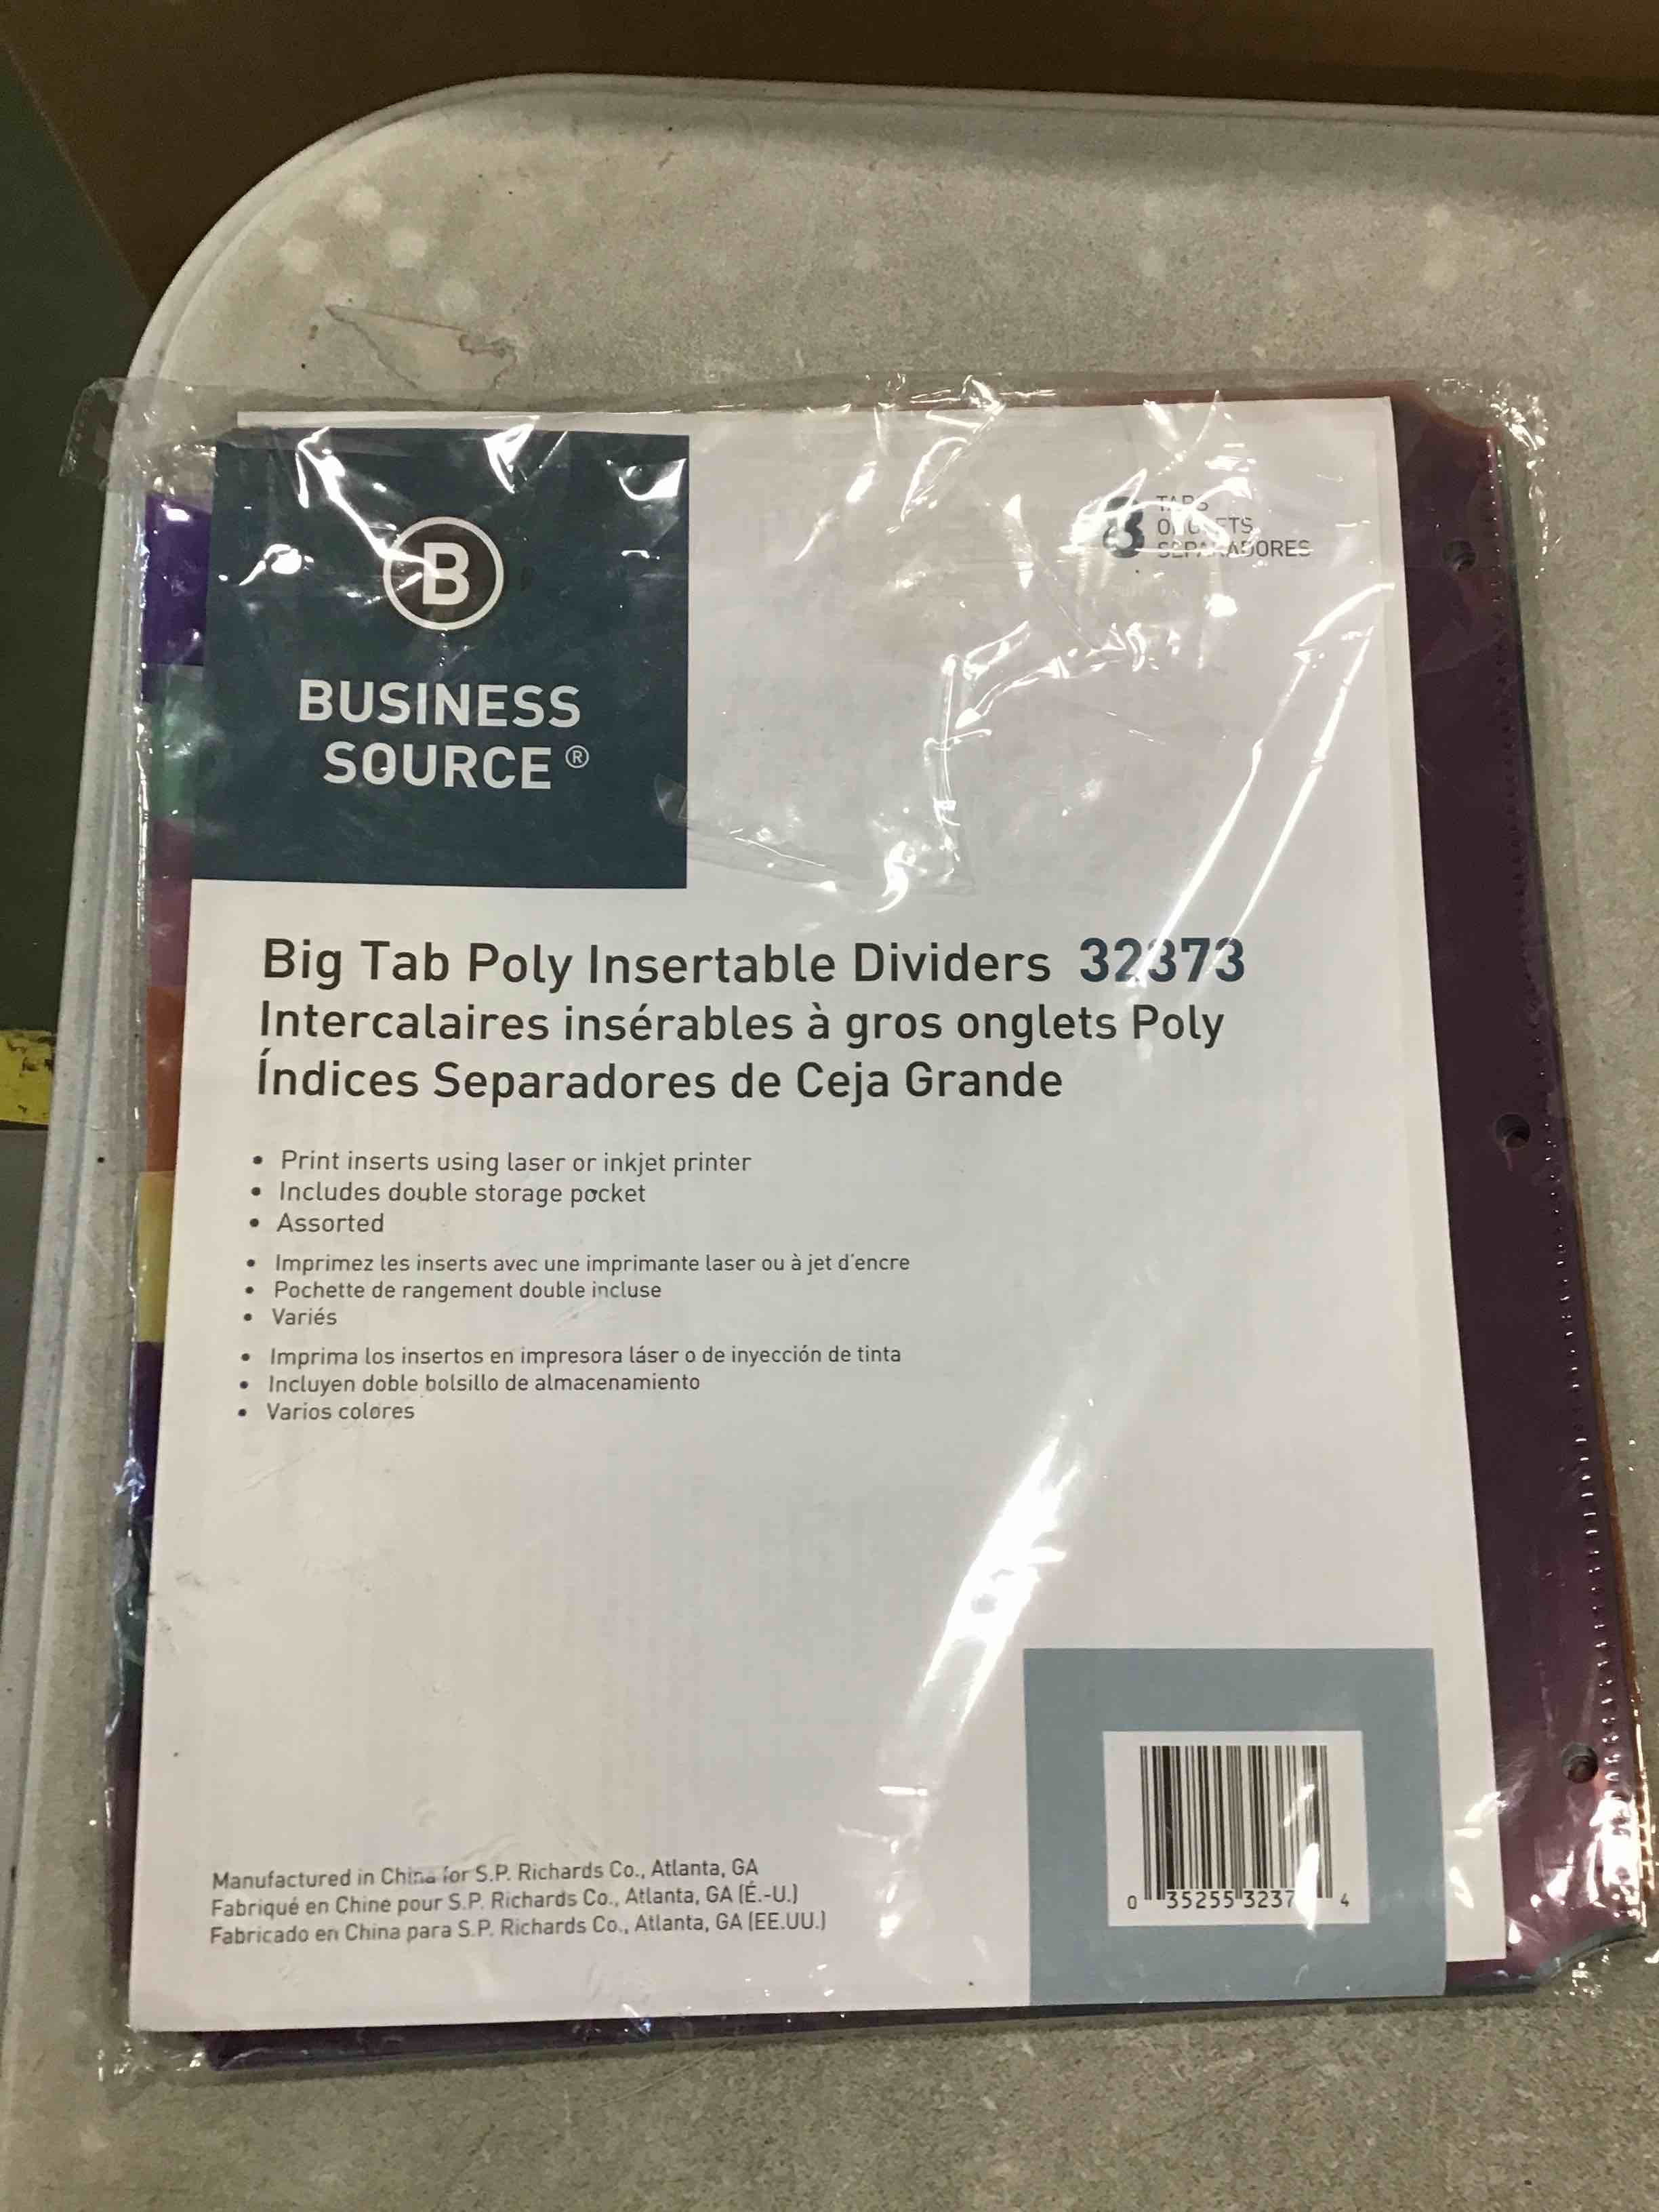 B
BUSINESS
SOURCE ®
8 TABS
ONGLETS
SEPARADORES
Big Tab Poly Insertable Dividers 32373
Intercalaires insérables à gros onglets Poly
Índices Separadores de Ceja Grande
• Print inserts using laser or inkjet printer
• Includes double storage pocket
• Assorted
• Imprimez les inserts avec une imprimante laser ou à jet d'encre
• Pochette de rangement double incluse
• Variés
• Imprima los insertos en impresora láser o de inyección de tinta
• Incluyen doble bolsillo de almacenamiento
• Varios colores
Manufactured in China for S.P. Richards Co., Atlanta, GA
Fabriqué en Chine pour S.P. Richards Co., Atlanta, GA (É.-U.)
Fabricado en China para S.P. Richards Co., Atlanta, GA (EE.UU.)
0 35255 4